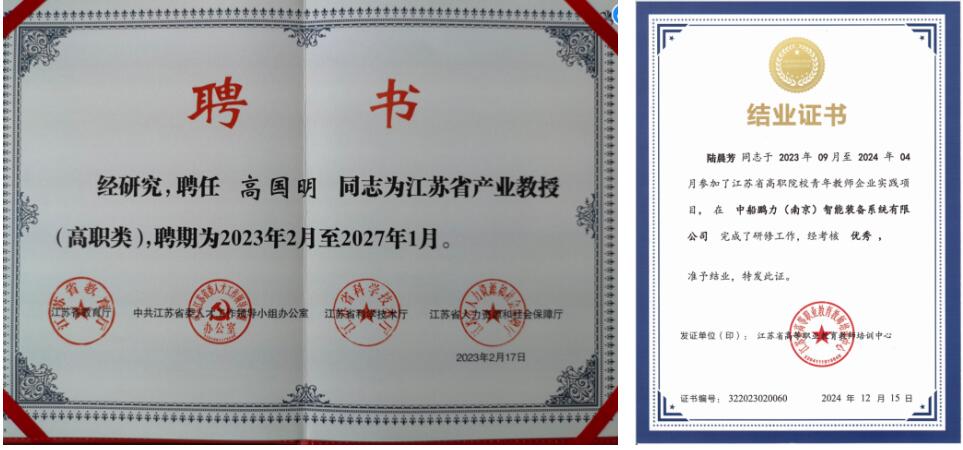 聘 书
经研究,聘任 高国明 同志为江苏省产业教授
(高职类),聘期为2023年2月至2027年1月。
江苏省教育厅
中共江苏省委人才工作领导小组办公室
江苏省科学技术厅
江苏省人力资源和社会保障厅
2023年2月17日
结业证书
陆晨芳 同志于 2023 年 09 月至 2024 年 04
月参加了江苏省高职院校青年教师企业实践项
目，在 中船鹏力（南京）智能装备系统有限
公司 完成了研修工作，经考核 优秀 ，
准予结业，特发此证。
发证单位（印）： 江苏省高等职业教育教师培训中心
证书编号： 322023020060 2024 年 12 月 15 日